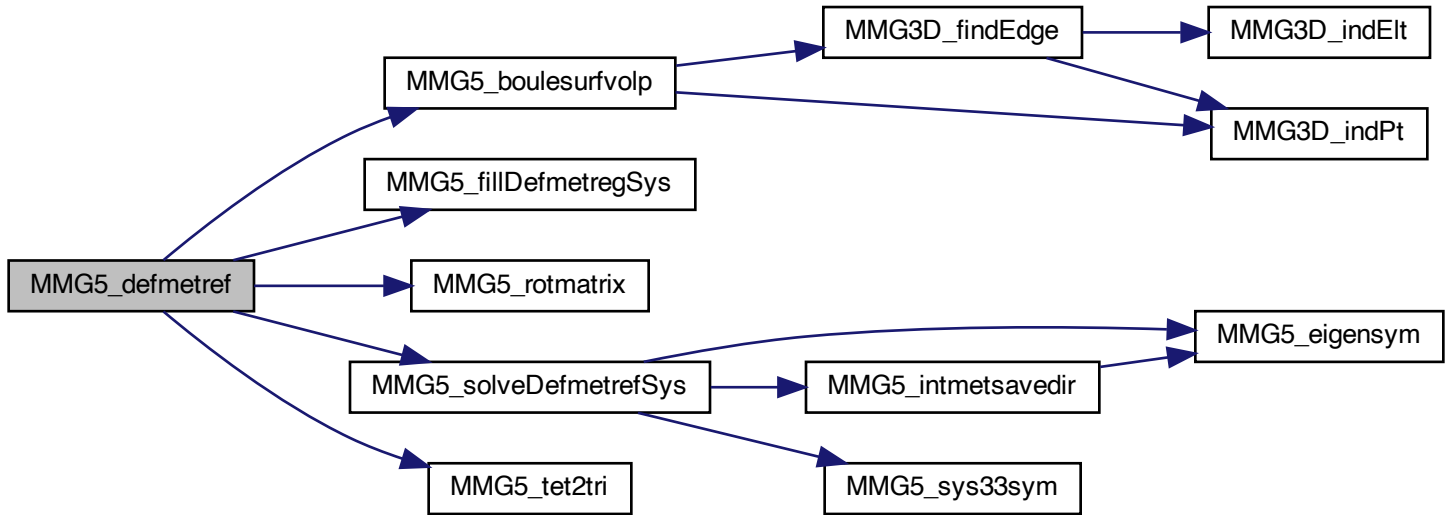 MMG3D_findEdge
MMG3D_indElt
MMG5_boulesurfvolp
MMG3D_indPt
MMG5_fillDefmetregSys
MMG5_defmetref
MMG5_rotmatrix
MMG5_eigensym
MMG5_solveDefmetrefSys
MMG5_intmetsavedir
MMG5_tet2tri
MMG5_sys33sym